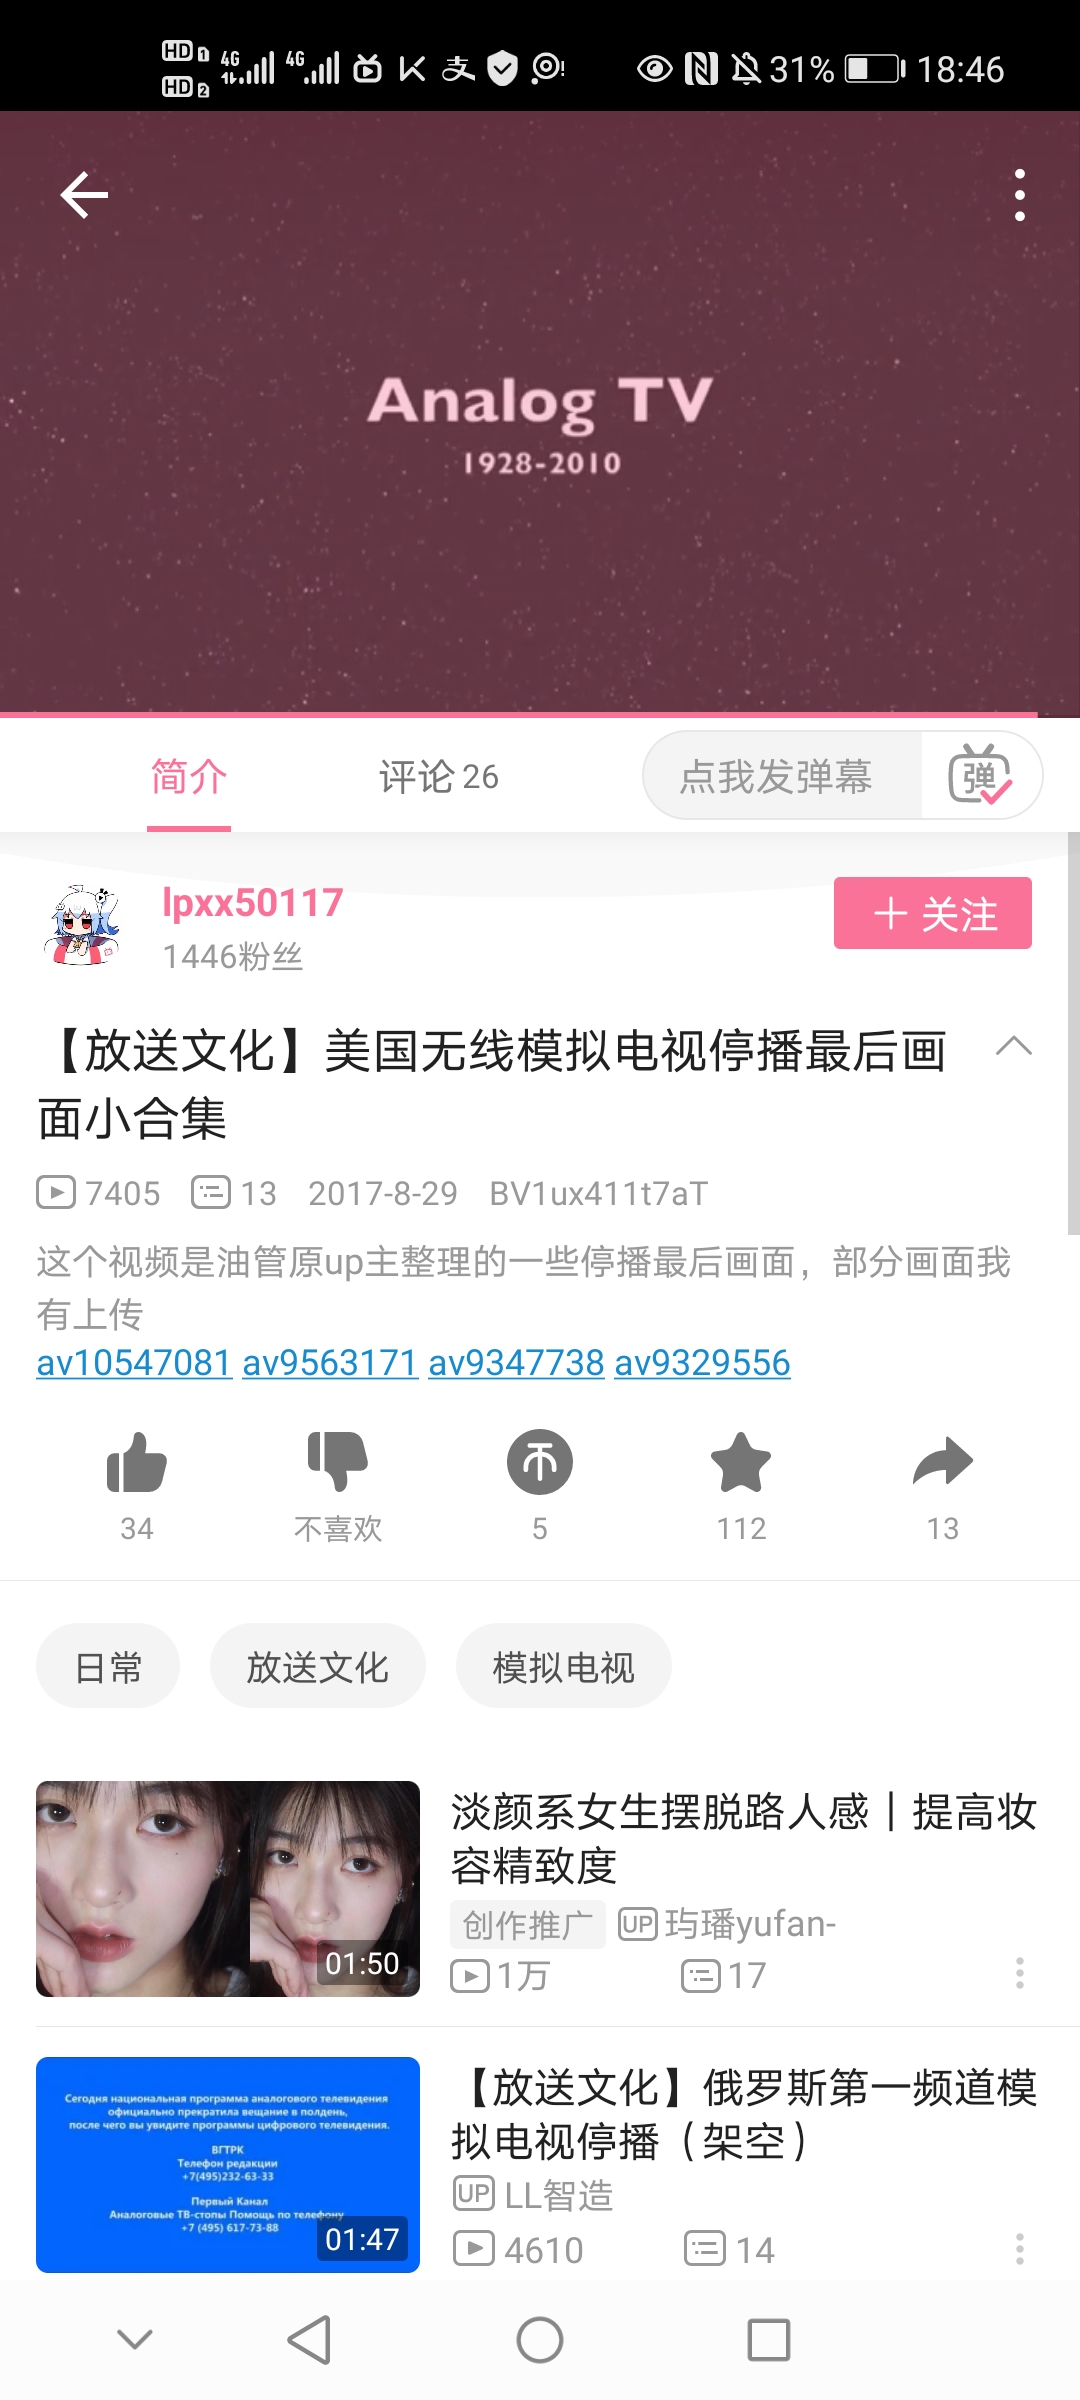 HD 1 4G 4G 支 31% 18:46
HD 2
Analog TV
1928-2010
简介 评论 26 点我发弹幕 弹
lpxx50117
1446粉丝
+ 关注
【放送文化】美国无线模拟电视停播最后画
面小合集
7405 13 2017-8-29 BV1ux411t7aT
这个视频是油管原up主整理的一些停播最后画面，部分画面我
有上传
av10547081 av9563171 av9347738 av9329556
34 不喜欢 5 112 13
日常 放送文化 模拟电视
淡颜系女生摆脱路人感｜提高妆
容精致度
创作推广 UP 玙璠yufan-
01:50
1万 17
【放送文化】俄罗斯第一频道模
拟电视停播（架空）
UP LL智造
4610 14
Сегодня национальная программа аналогового телевидения
официально прекратила вещание в полдень,
после чего вы увидите программы цифрового телевидения.
ВГТРК
Телефон редакции
+7(495)232-63-33
Первый Канал
Аналоговые ТВ-стопы Помощь по телефону
+7 (495) 617-73-88
01:47